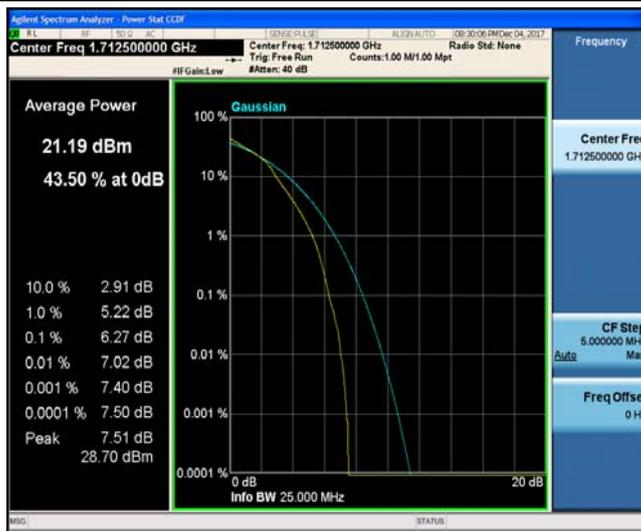 Agilent Spectrum Analyzer - Power Stat CCDF
RL RF 50 Ω AC SENSE:PULSE ALIGN AUTO 08:30:06 PM Dec 04, 2017
Center Freq 1.712500000 GHz
Center Freq: 1.712500000 GHz Radio Std: None
Trig: Free Run Counts:1.00 M/1.00 Mpt
#IFGain:Low #Atten: 40 dB
Frequency
Average Power
21.19 dBm
43.50 % at 0dB
10.0 % 2.91 dB
1.0 % 5.22 dB
0.1 % 6.27 dB
0.01 % 7.02 dB
0.001 % 7.40 dB
0.0001 % 7.50 dB
Peak 7.51 dB
28.70 dBm
Gaussian
100 %
10 %
1 %
0.1 %
0.01 %
0.001 %
0.0001 %
0 dB 20 dB
Info BW 25.000 MHz
Center Fre
1.712500000 GH
CF Step
5.000000 MH
Auto Ma
Freq Offse
0 H
MSG STATUS